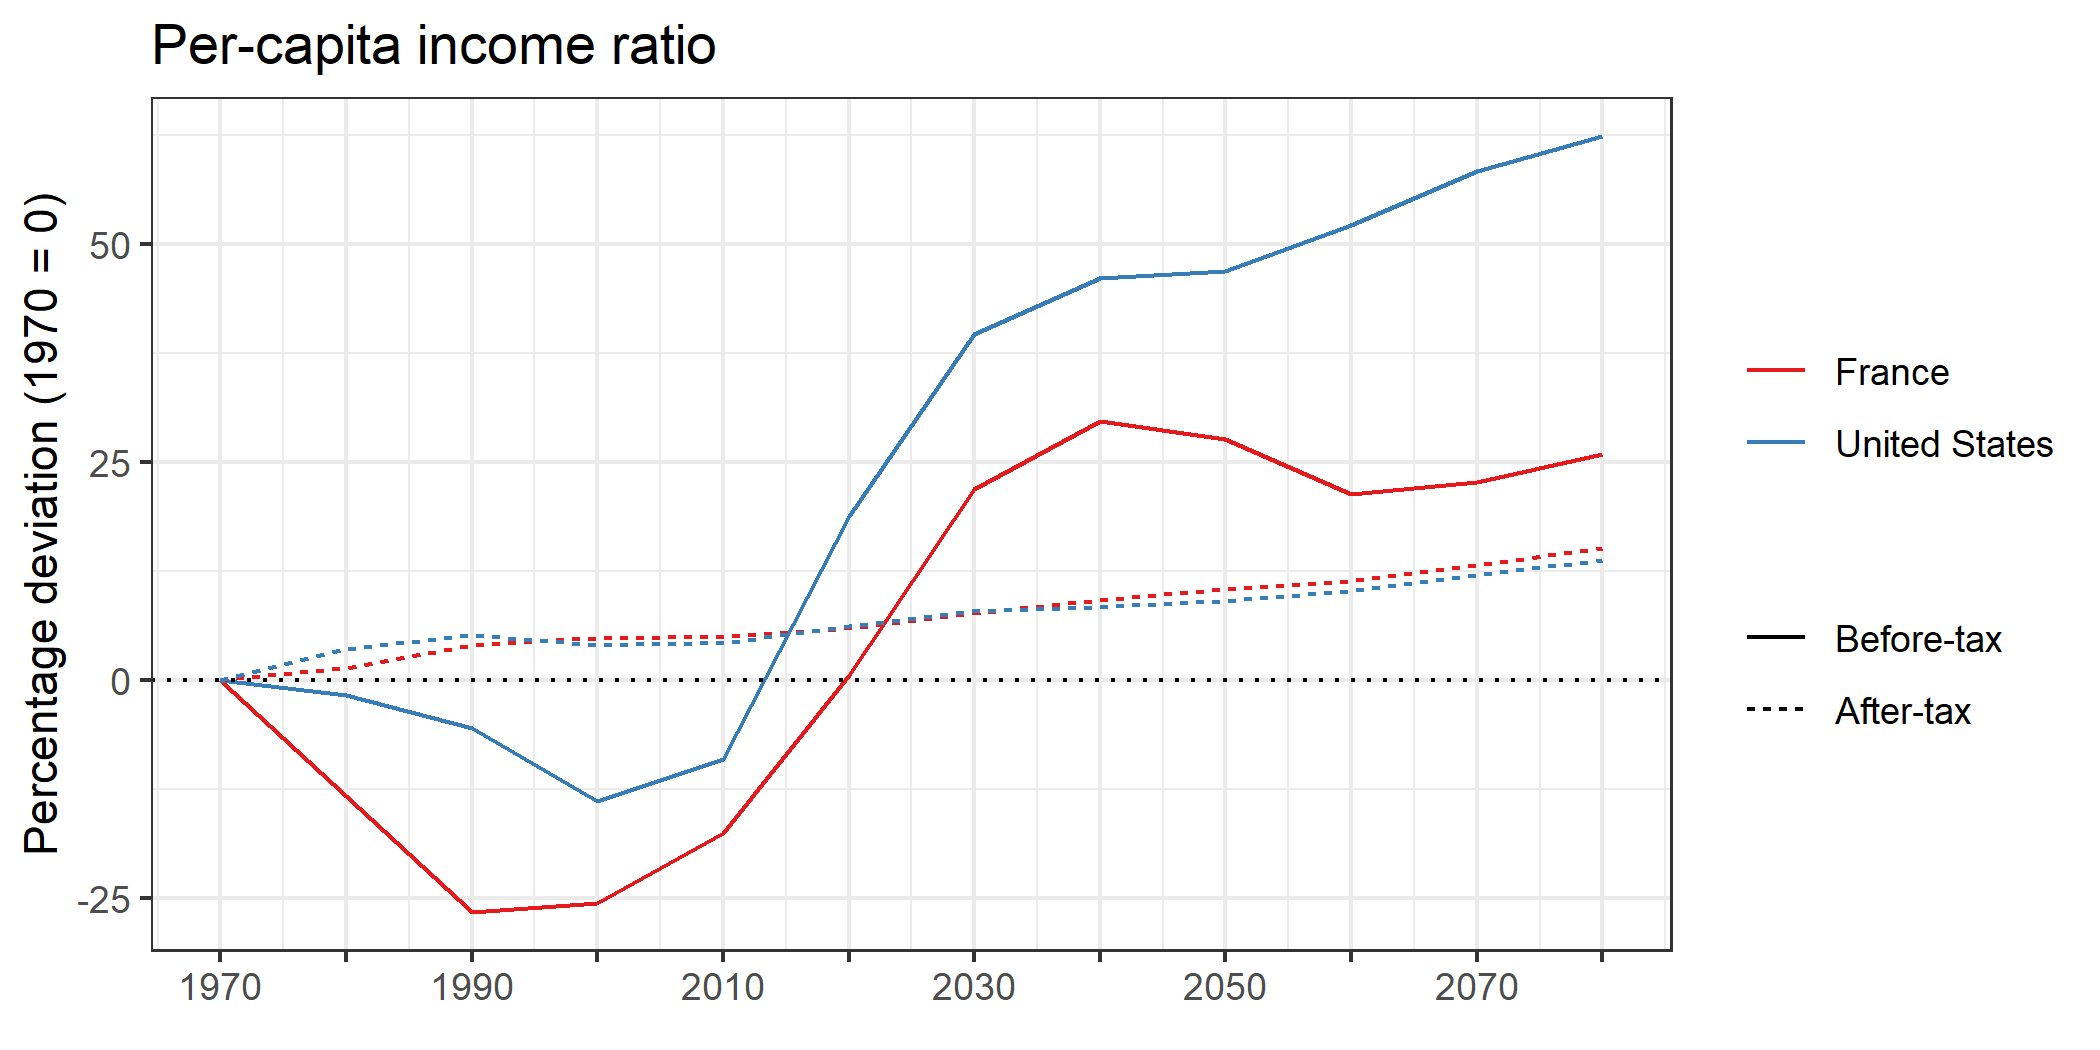 Per-capita income ratio
Percentage deviation (1970 = 0)
50
25
0
-25
1970
1990
2010
2030
2050
2070
France
United States
Before-tax
After-tax